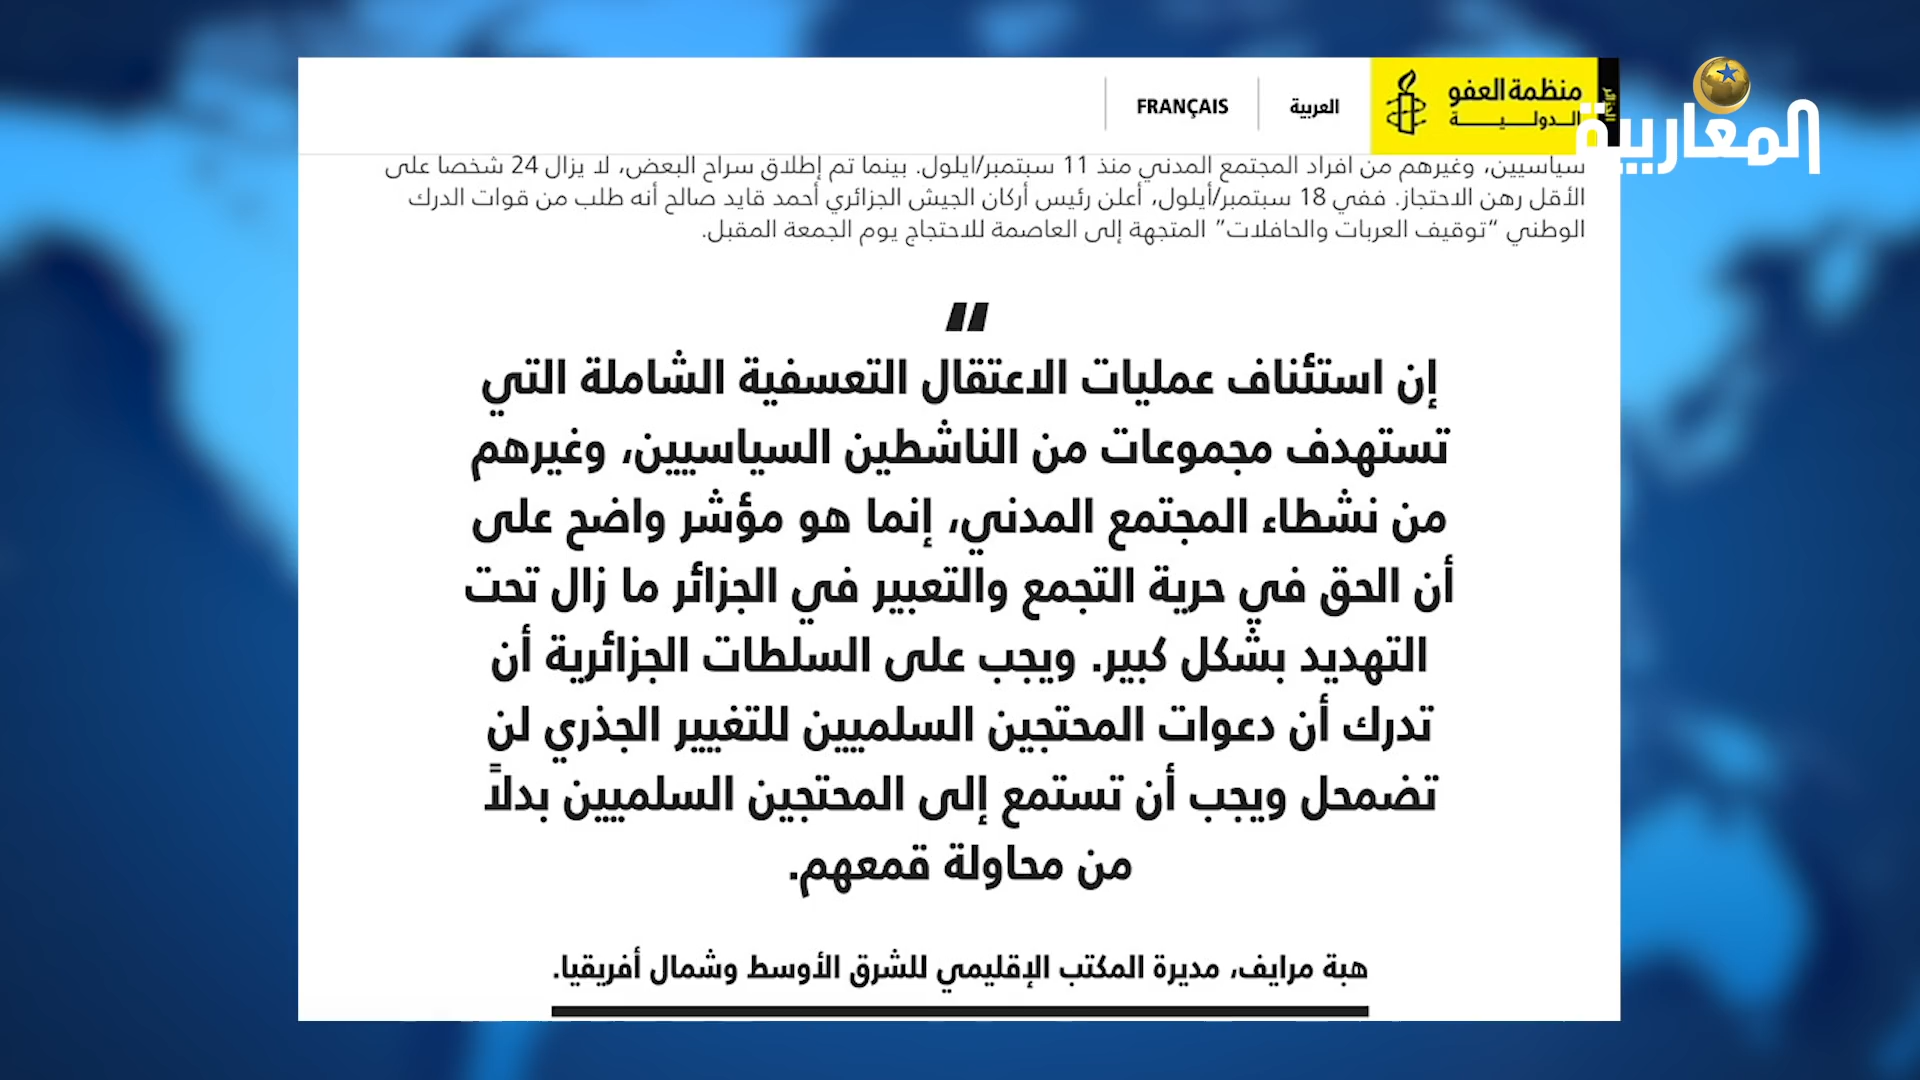 FRANÇAIS
العربية
منظمة العفو
الدولية
المغاربية
سياسيين، وغيرهم من أفراد المجتمع المدني منذ 11 سبتمبر/أيلول. بينما تم إطلاق سراح البعض، لا يزال 24 شخصاً على
الأقل رهن الاحتجاز. ففي 18 سبتمبر/أيلول، أعلن رئيس أركان الجيش الجزائري أحمد قايد صالح أنه طلب من قوات الدرك
الوطني “توقيف العربات والحافلات” المتجهة إلى العاصمة للاحتجاج يوم الجمعة المقبل.
“
إن استئناف عمليات الاعتقال التعسفية الشاملة التي
تستهدف مجموعات من الناشطين السياسيين، وغيرهم
من نشطاء المجتمع المدني، إنما هو مؤشر واضح على
أن الحق في حرية التجمع والتعبير في الجزائر ما زال تحت
التهديد بشكل كبير. ويجب على السلطات الجزائرية أن
تدرك أن دعوات المحتجين السلميين للتغيير الجذري لن
تضمحل ويجب أن تستمع إلى المحتجين السلميين بدلاً
من محاولة قمعهم.
هبة مرايف، مديرة المكتب الإقليمي للشرق الأوسط وشمال أفريقيا.